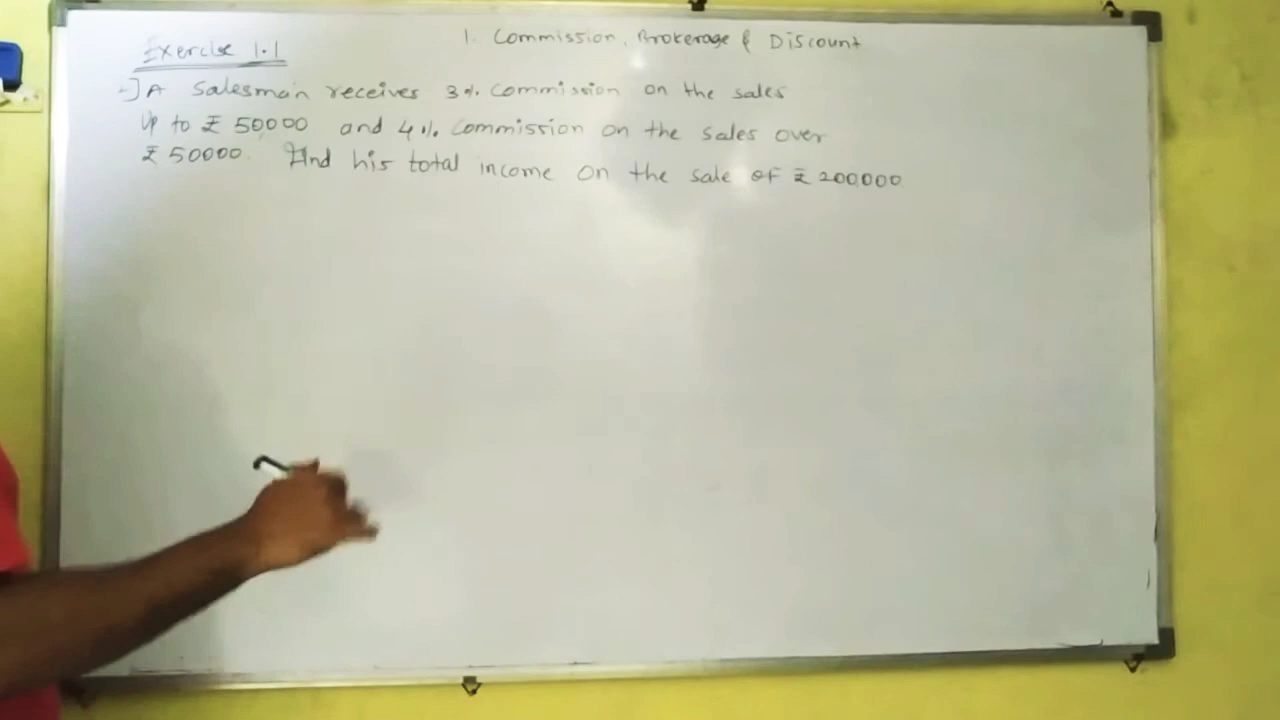 1. Commission, Brokerage & Discount
Exercise 1.1
1] A Salesman receives 3% Commission on the sales
Up to ₹ 50000 and 4% Commission on the sales over
₹ 50000. Find his total income on the sale of ₹ 200000